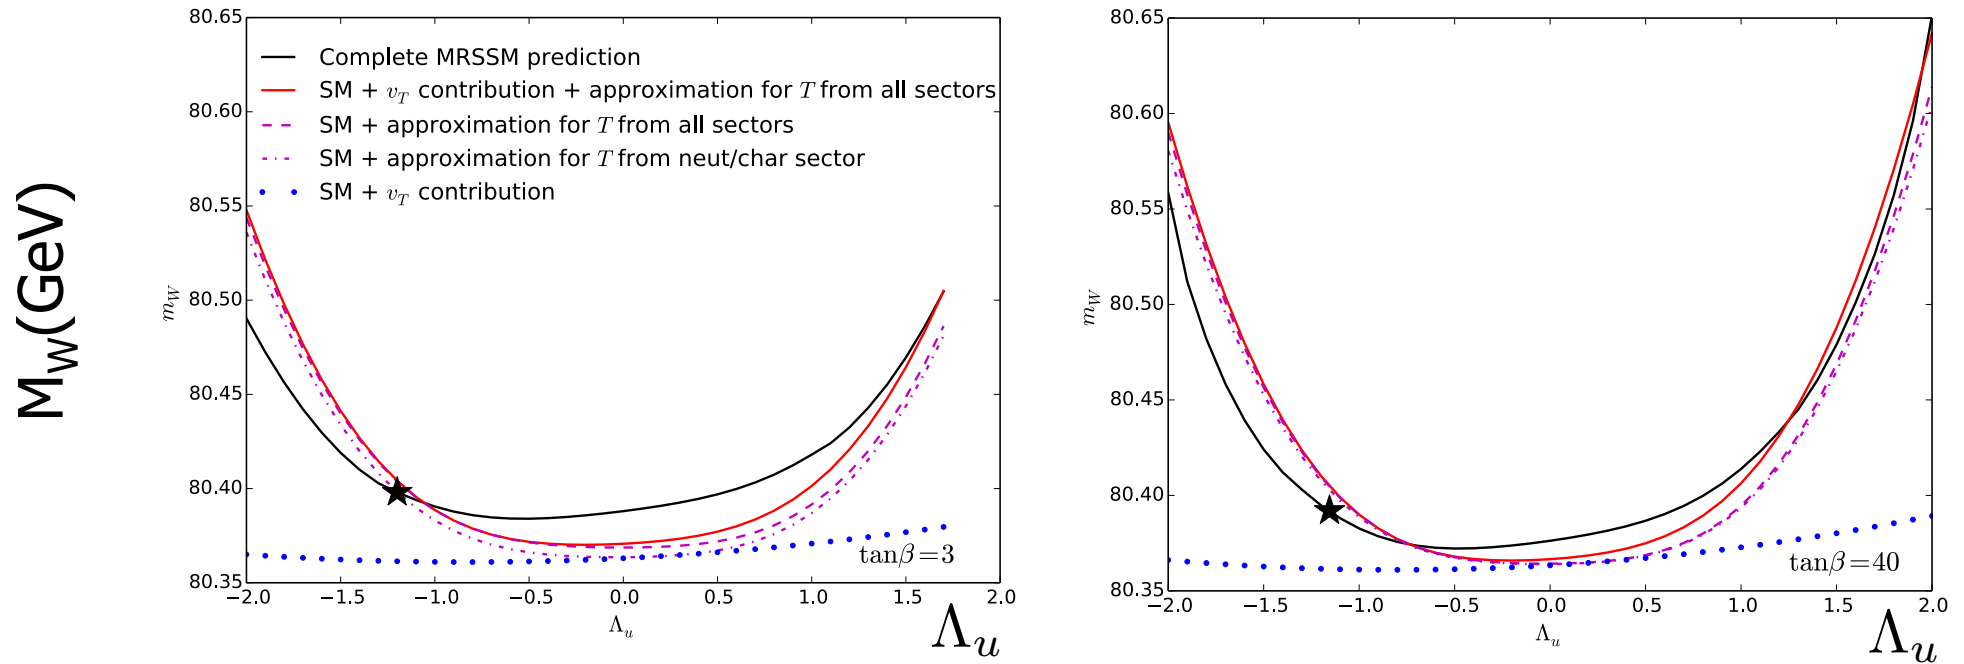 M_W(GeV)
m_W
80.65
80.60
80.55
80.50
80.45
80.40
80.35
Complete MRSSM prediction
SM + v_T contribution + approximation for T from all sectors
SM + approximation for T from all sectors
SM + approximation for T from neut/char sector
SM + v_T contribution
tanβ=3
−2.0 −1.5 −1.0 −0.5 0.0 0.5 1.0 1.5 2.0
Λ_u
Λ_u
m_W
80.65
80.60
80.55
80.50
80.45
80.40
80.35
tanβ=40
−2.0 −1.5 −1.0 −0.5 0.0 0.5 1.0 1.5 2.0
Λ_u
Λ_u